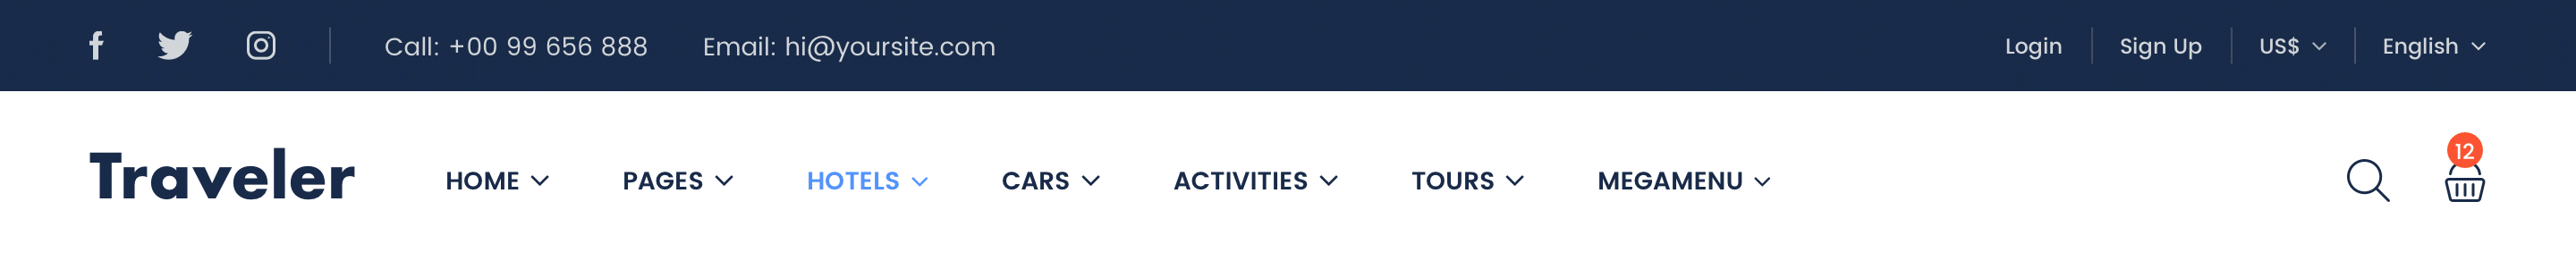 Call: +00 99 656 888 Email: hi@yoursite.com Login Sign Up US$ English
12
Traveler HOME PAGES HOTELS CARS ACTIVITIES TOURS MEGAMENU